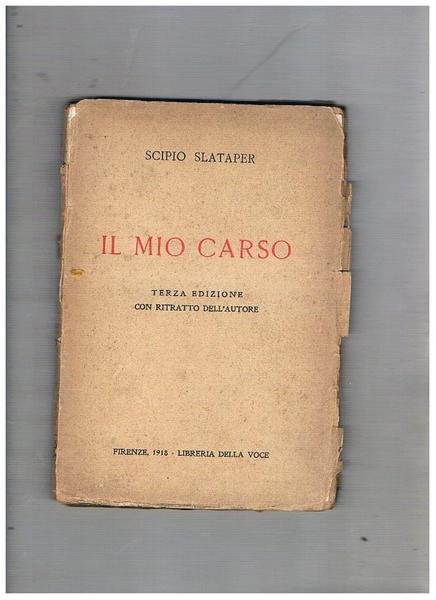 SCIPIO SLATAPER
IL MIO CARSO
TERZA EDIZIONE
CON RITRATTO DELL'AUTORE
FIRENZE, 1918 - LIBRERIA DELLA VOCE